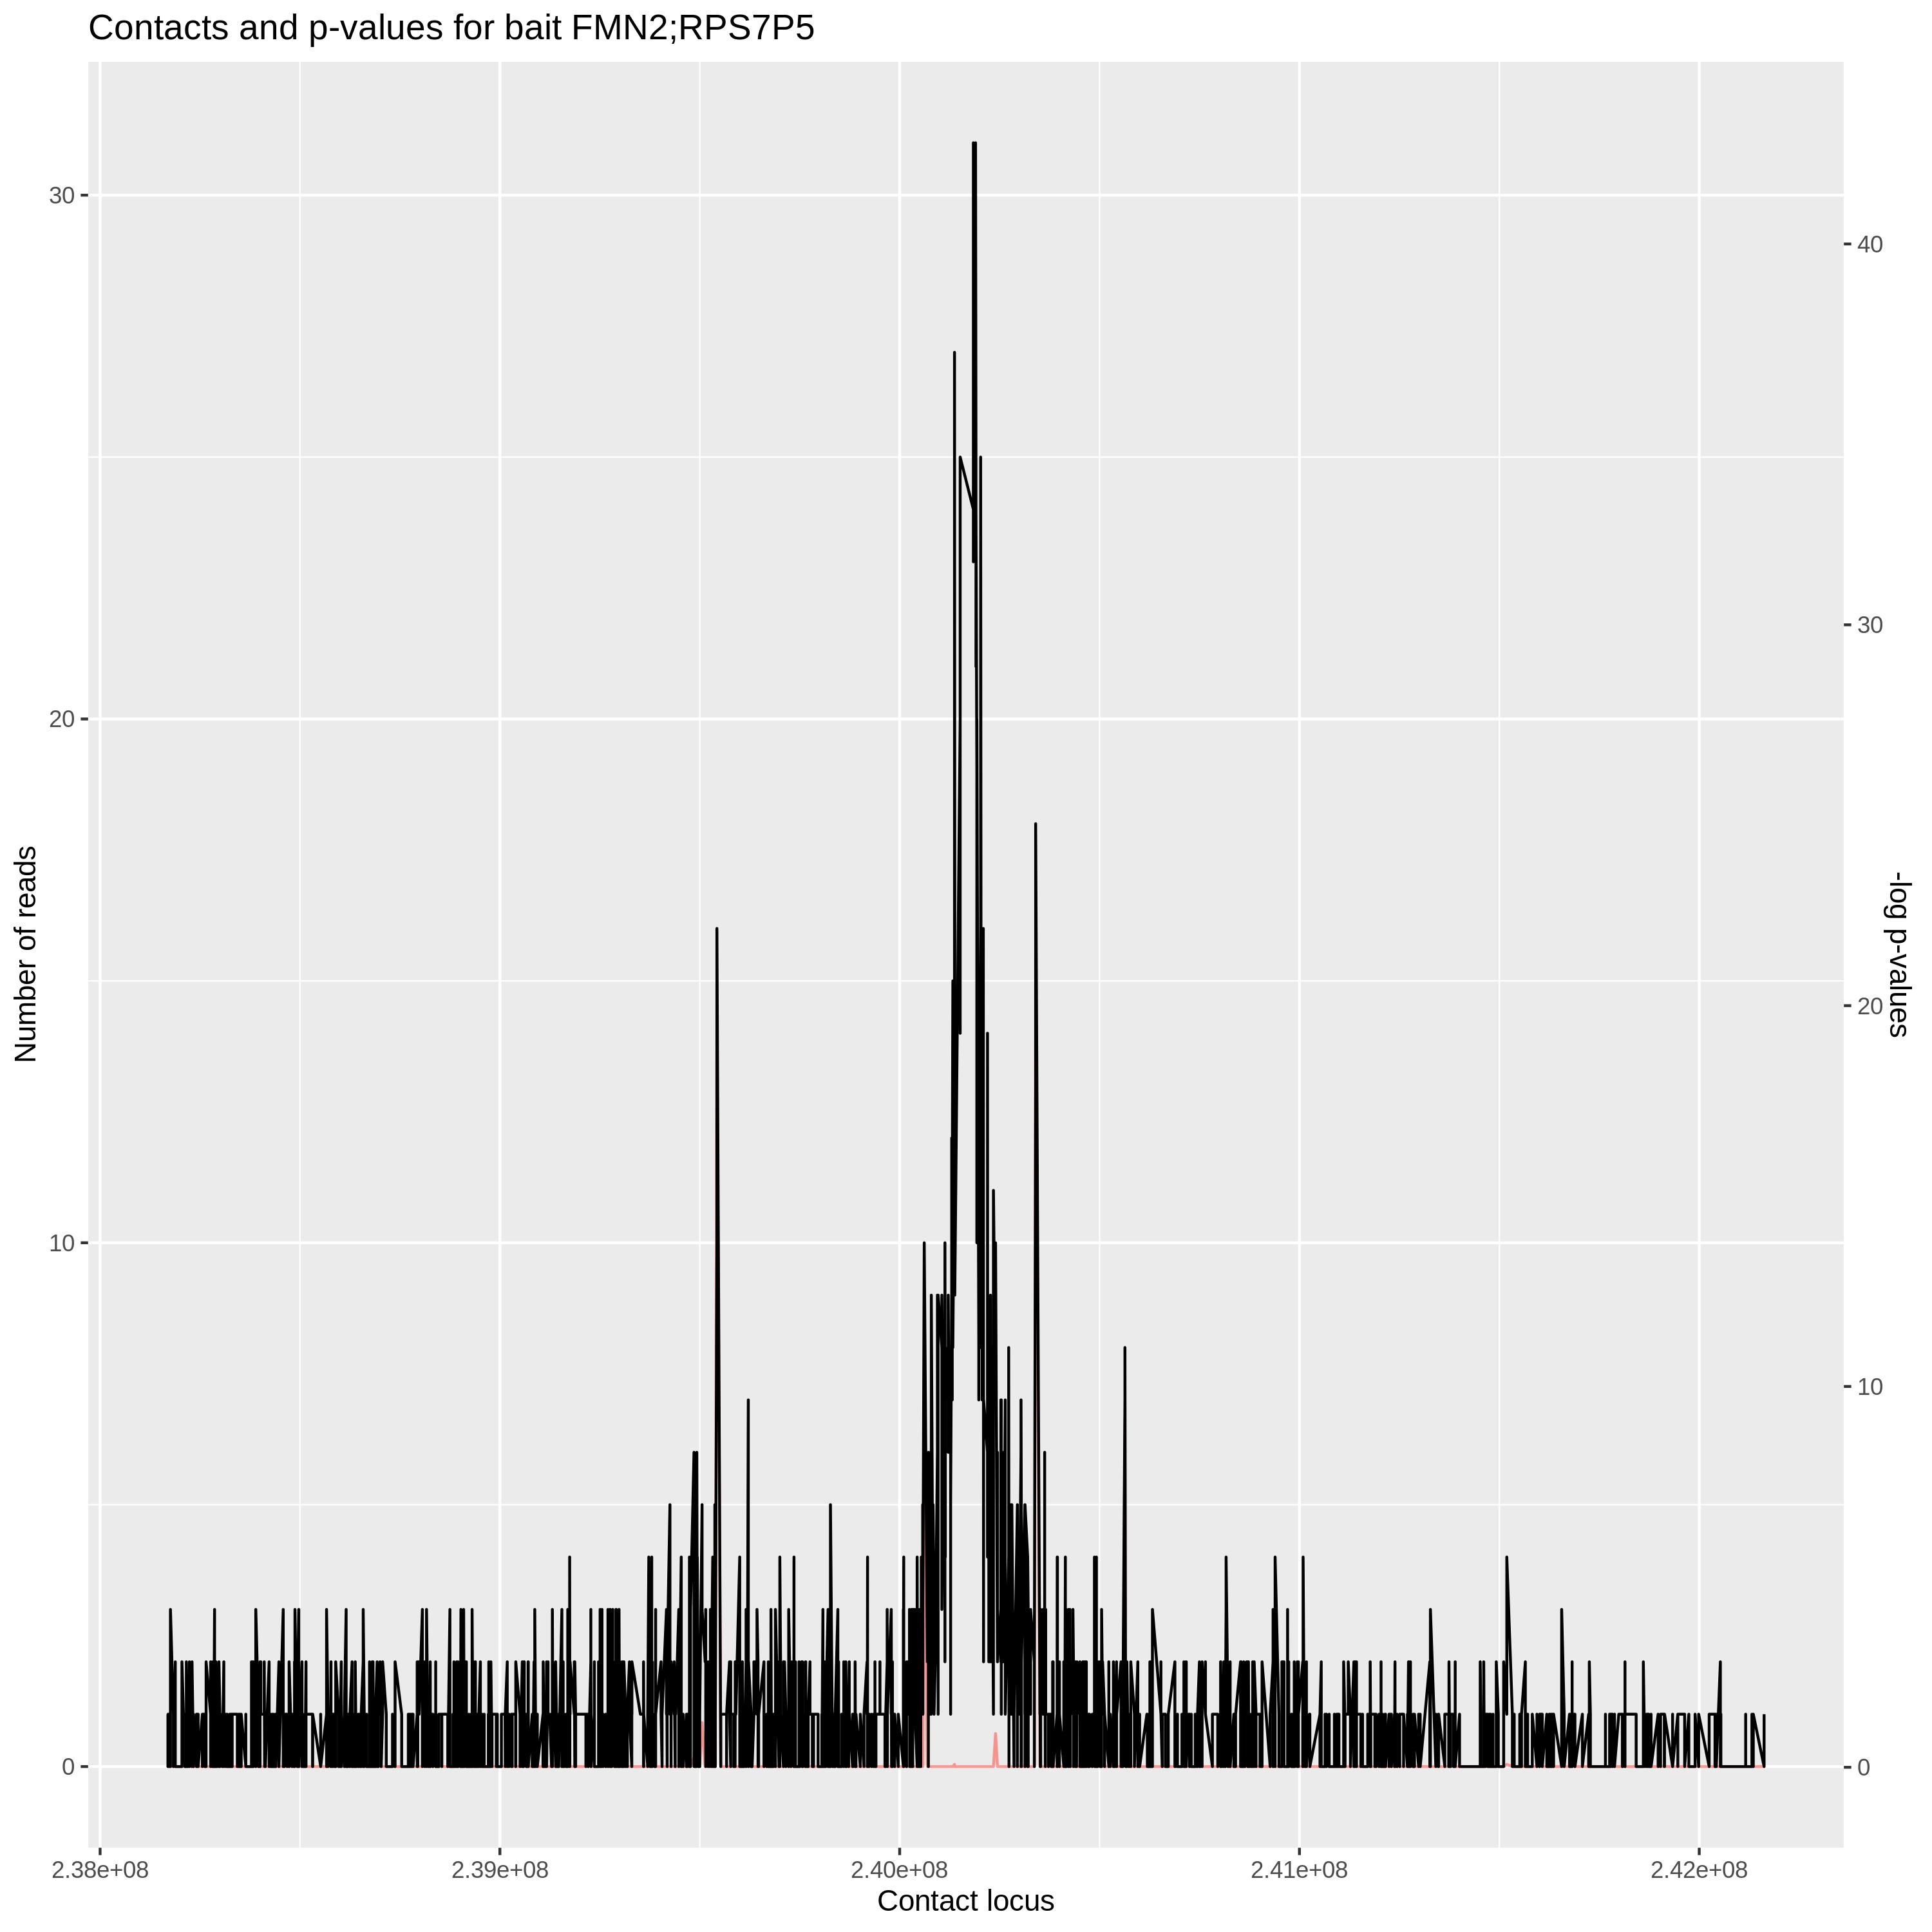 Contacts and p-values for bait FMN2;RPS7P5
30
20
10
0
Number of reads
40
30
20
10
0
-log p-values
2.38e+08
2.39e+08
2.40e+08
2.41e+08
2.42e+08
Contact locus